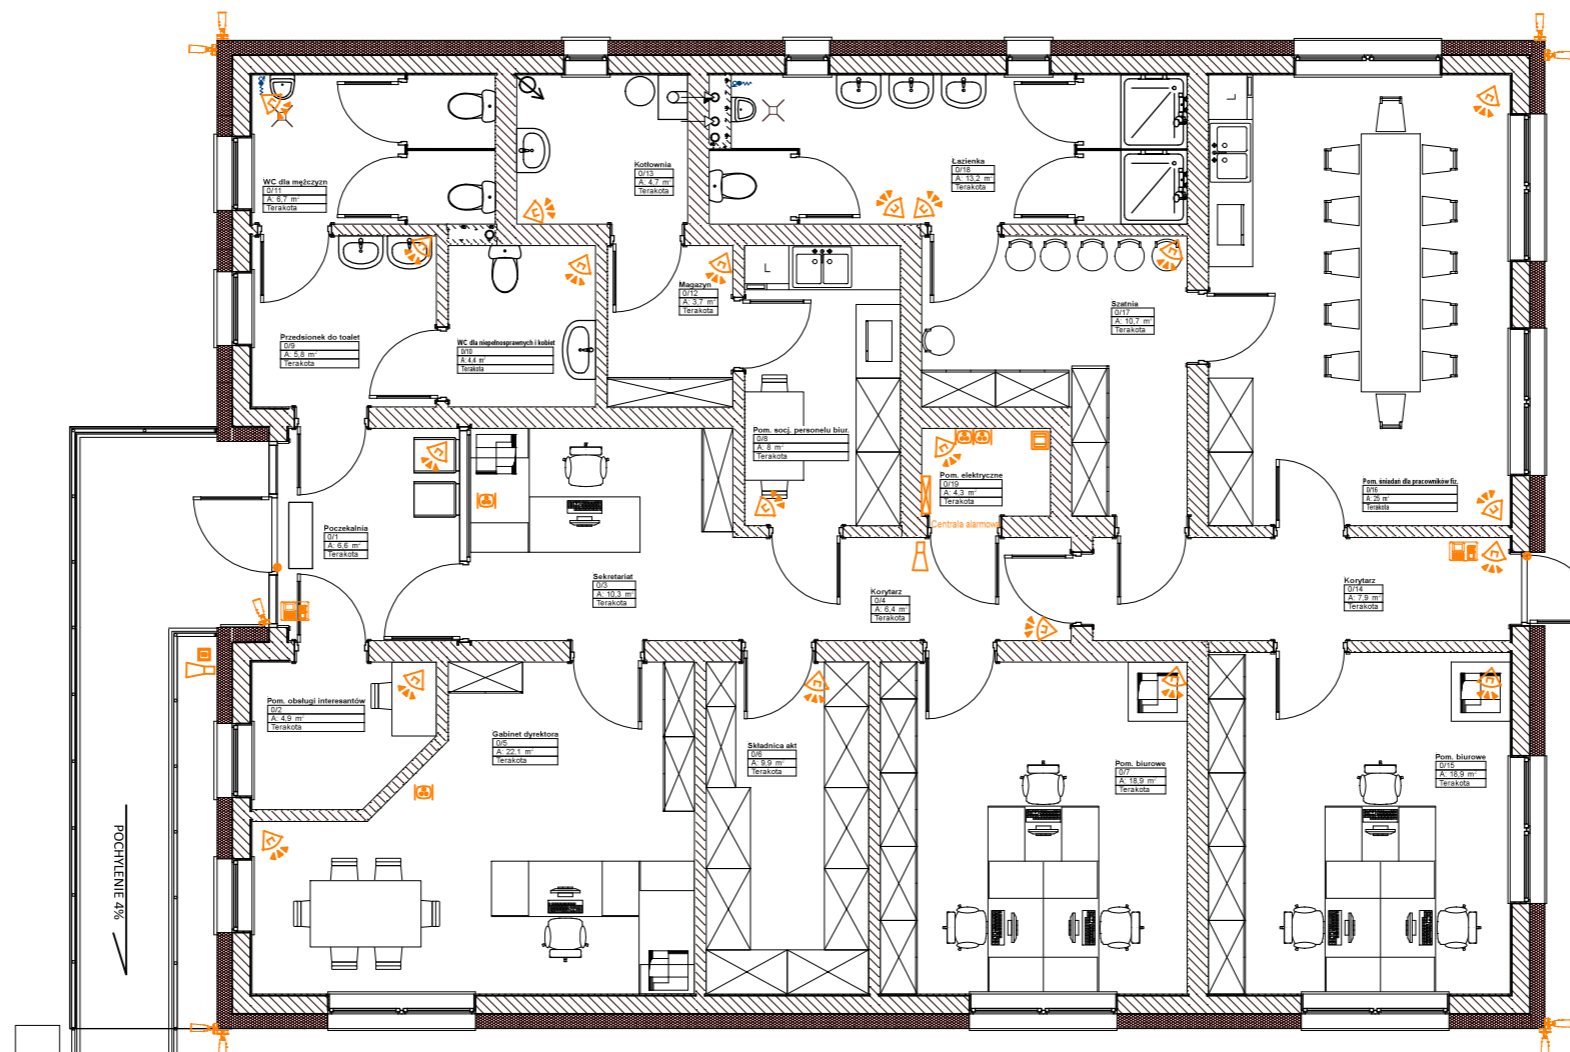 WC dla mężczyzn
0/11
A: 6,7 m²
Terakota
Kotłownia
0/13
A: 4,7 m²
Terakota
Łazienka
0/18
A: 13,2 m²
Terakota
L
Przedsionek do toalet
0/9
A: 5,8 m²
Terakota
WC dla niepełnosprawnych i kobiet
0/10
A: 4,4 m²
Terakota
Magazyn
0/12
A: 3,7 m²
Terakota
L
Szatnia
0/17
A: 10,7 m²
Terakota
Pom. socj. personelu biur.
0/8
A: 8 m²
Terakota
Pom. elektryczne
0/19
A: 4,3 m²
Terakota
Centrala alarmowa
Pom. śniadań dla pracowników fiz.
0/16
A: 25 m²
Terakota
Poczekalnia
0/1
A: 6,6 m²
Terakota
Sekretariat
0/3
A: 10,3 m²
Terakota
Korytarz
0/4
A: 6,4 m²
Terakota
Korytarz
0/14
A: 7,9 m²
Terakota
Pom. obsługi interesantów
0/2
A: 4,9 m²
Terakota
Gabinet dyrektora
0/5
A: 22,1 m²
Terakota
Składnica akt
0/6
A: 9,9 m²
Terakota
Pom. biurowe
0/7
A: 18,9 m²
Terakota
Pom. biurowe
0/15
A: 18,9 m²
Terakota
POCHYLENIE 4%